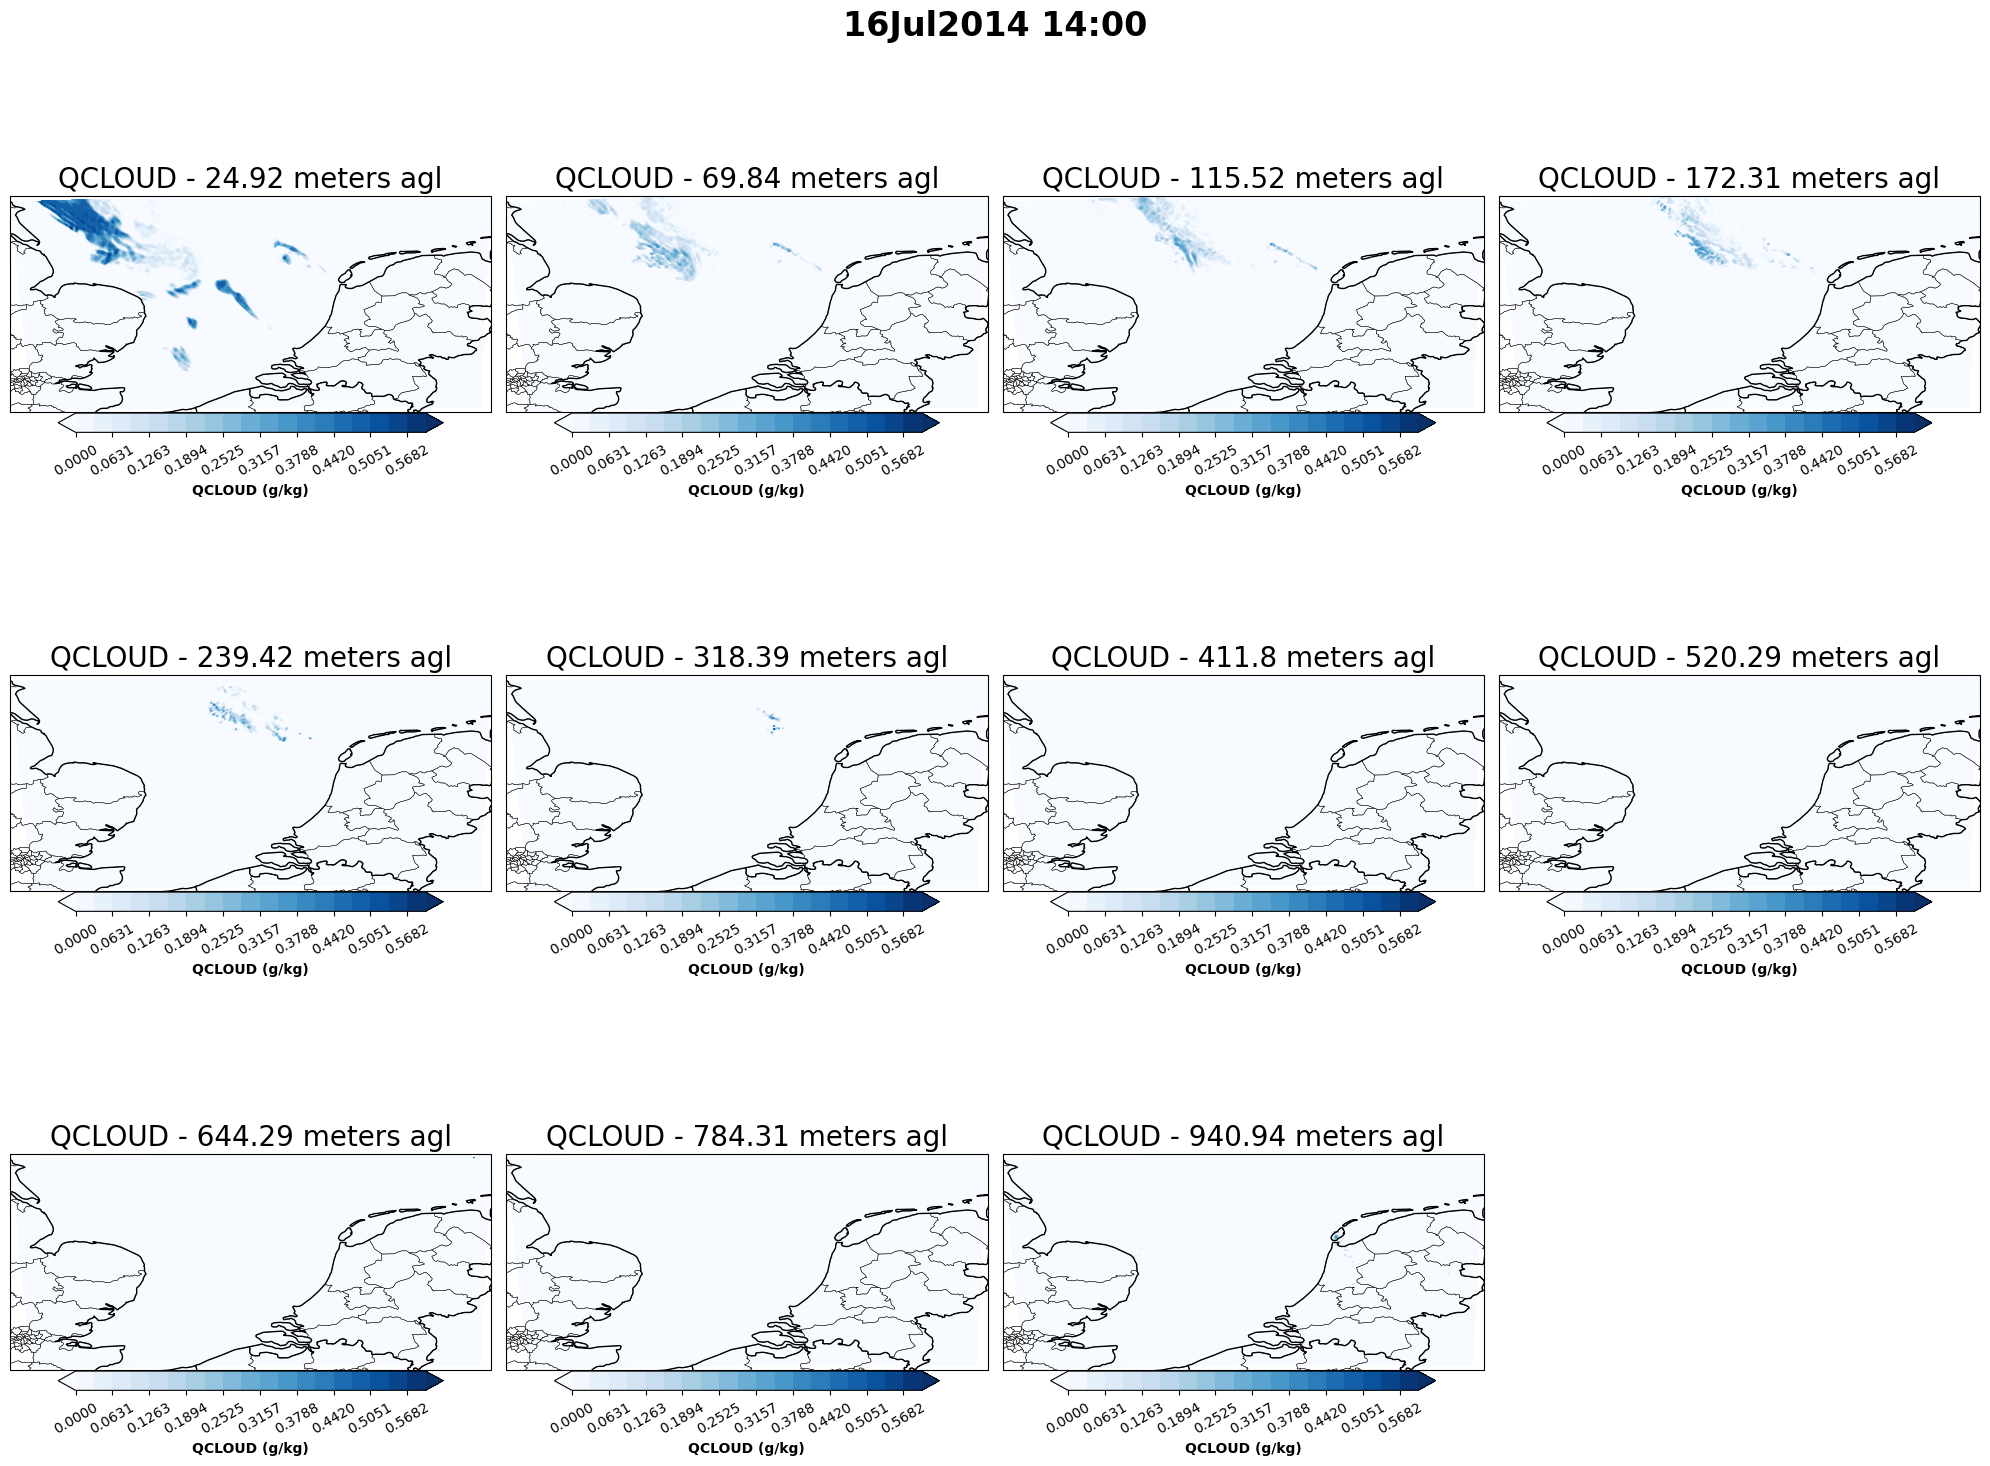 16Jul2014 14:00
QCLOUD - 24.92 meters agl
QCLOUD - 69.84 meters agl
QCLOUD - 115.52 meters agl
QCLOUD - 172.31 meters agl
0.0000 0.0631 0.1263 0.1894 0.2525 0.3157 0.3788 0.4420 0.5051 0.5682
QCLOUD (g/kg)
0.0000 0.0631 0.1263 0.1894 0.2525 0.3157 0.3788 0.4420 0.5051 0.5682
QCLOUD (g/kg)
0.0000 0.0631 0.1263 0.1894 0.2525 0.3157 0.3788 0.4420 0.5051 0.5682
QCLOUD (g/kg)
0.0000 0.0631 0.1263 0.1894 0.2525 0.3157 0.3788 0.4420 0.5051 0.5682
QCLOUD (g/kg)
QCLOUD - 239.42 meters agl
QCLOUD - 318.39 meters agl
QCLOUD - 411.8 meters agl
QCLOUD - 520.29 meters agl
0.0000 0.0631 0.1263 0.1894 0.2525 0.3157 0.3788 0.4420 0.5051 0.5682
QCLOUD (g/kg)
0.0000 0.0631 0.1263 0.1894 0.2525 0.3157 0.3788 0.4420 0.5051 0.5682
QCLOUD (g/kg)
0.0000 0.0631 0.1263 0.1894 0.2525 0.3157 0.3788 0.4420 0.5051 0.5682
QCLOUD (g/kg)
0.0000 0.0631 0.1263 0.1894 0.2525 0.3157 0.3788 0.4420 0.5051 0.5682
QCLOUD (g/kg)
QCLOUD - 644.29 meters agl
QCLOUD - 784.31 meters agl
QCLOUD - 940.94 meters agl
0.0000 0.0631 0.1263 0.1894 0.2525 0.3157 0.3788 0.4420 0.5051 0.5682
QCLOUD (g/kg)
0.0000 0.0631 0.1263 0.1894 0.2525 0.3157 0.3788 0.4420 0.5051 0.5682
QCLOUD (g/kg)
0.0000 0.0631 0.1263 0.1894 0.2525 0.3157 0.3788 0.4420 0.5051 0.5682
QCLOUD (g/kg)